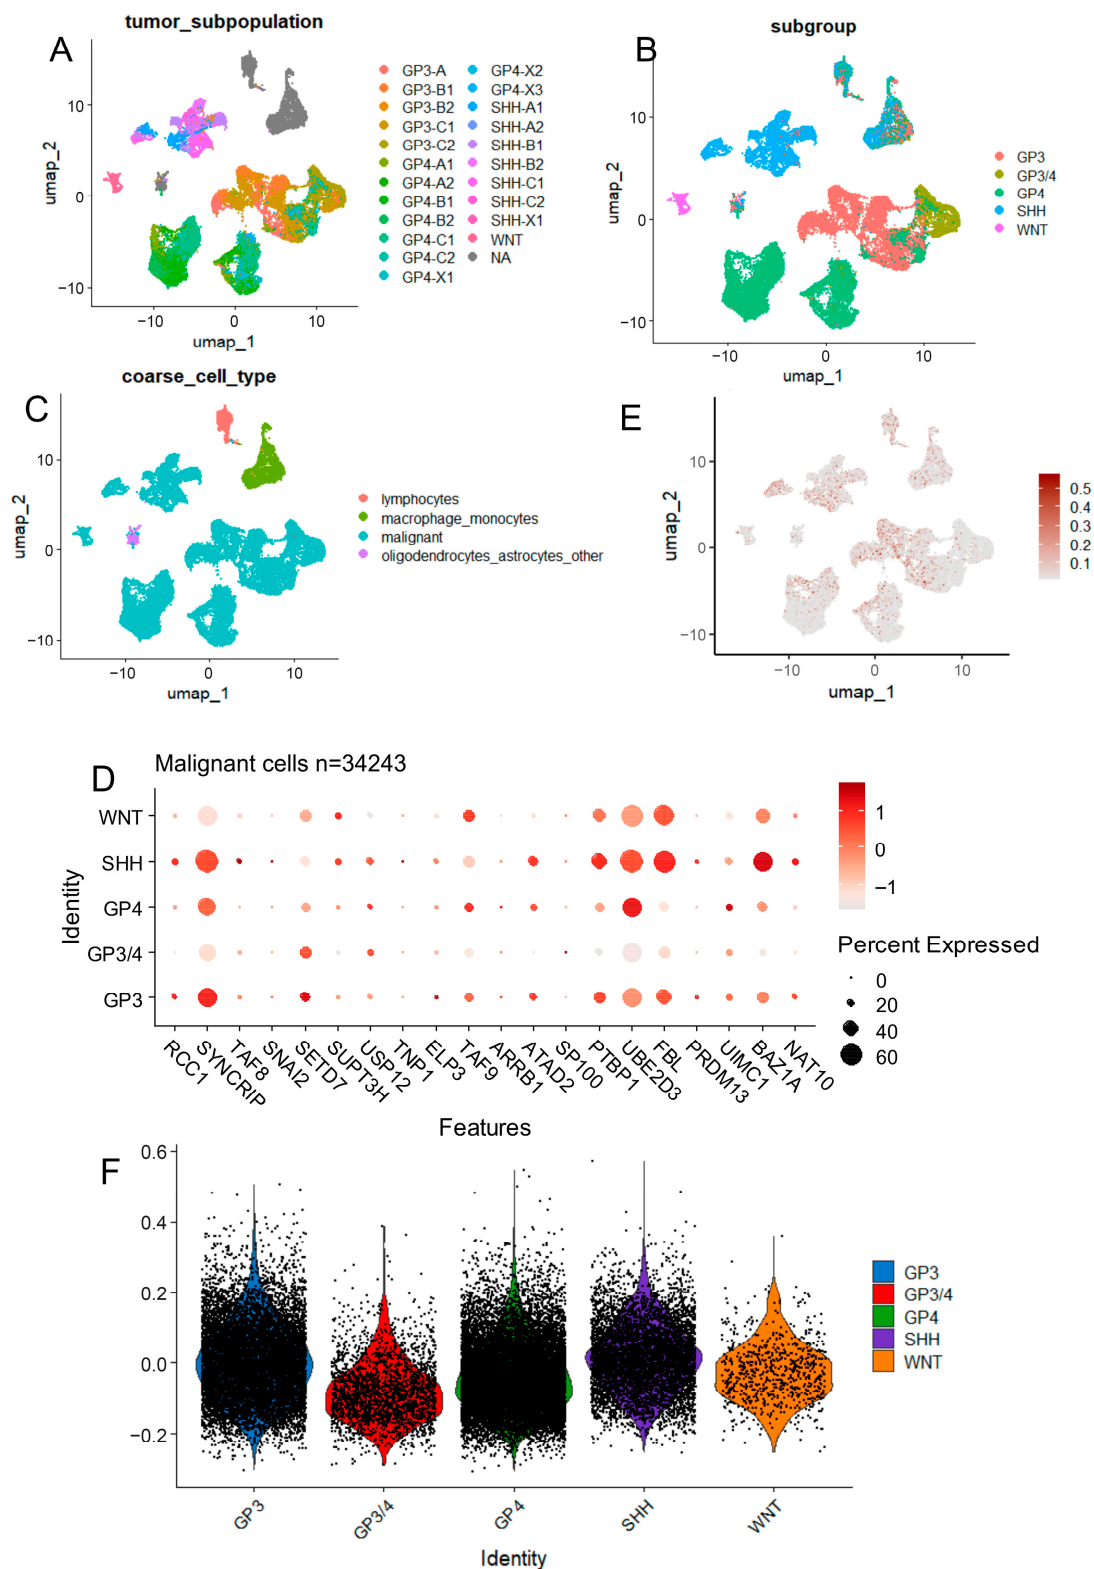 A
tumor_subpopulation
umap_2
10
0
−10
−10
0
10
umap_1
GP3-A
GP3-B1
GP3-B2
GP3-C1
GP3-C2
GP4-A1
GP4-A2
GP4-B1
GP4-B2
GP4-C1
GP4-C2
GP4-X1
GP4-X2
GP4-X3
SHH-A1
SHH-A2
SHH-B1
SHH-B2
SHH-C1
SHH-C2
SHH-X1
WNT
NA
B
subgroup
umap_2
10
0
−10
−10
0
10
umap_1
GP3
GP3/4
GP4
SHH
WNT
C
coarse_cell_type
umap_2
10
0
−10
−10
0
10
umap_1
lymphocytes
macrophage_monocytes
malignant
oligodendrocytes_astrocytes_other
E
umap_2
10
0
−10
−10
0
10
umap_1
0.5
0.4
0.3
0.2
0.1
D
Malignant cells n=34243
Identity
WNT
SHH
GP4
GP3/4
GP3
RCC1
SYNCRIP
TAF8
SNAI2
SETD7
SUPT3H
USP12
TNP1
ELP3
TAF9
ARRB1
ATAD2
SP100
PTBP1
UBE2D3
FBL
PRDM13
UIMC1
BAZ1A
NAT10
Features
1
0
−1
Percent Expressed
0
20
40
60
F
0.6
0.4
0.2
0.0
−0.2
GP3
GP3/4
GP4
SHH
WNT
Identity
GP3
GP3/4
GP4
SHH
WNT